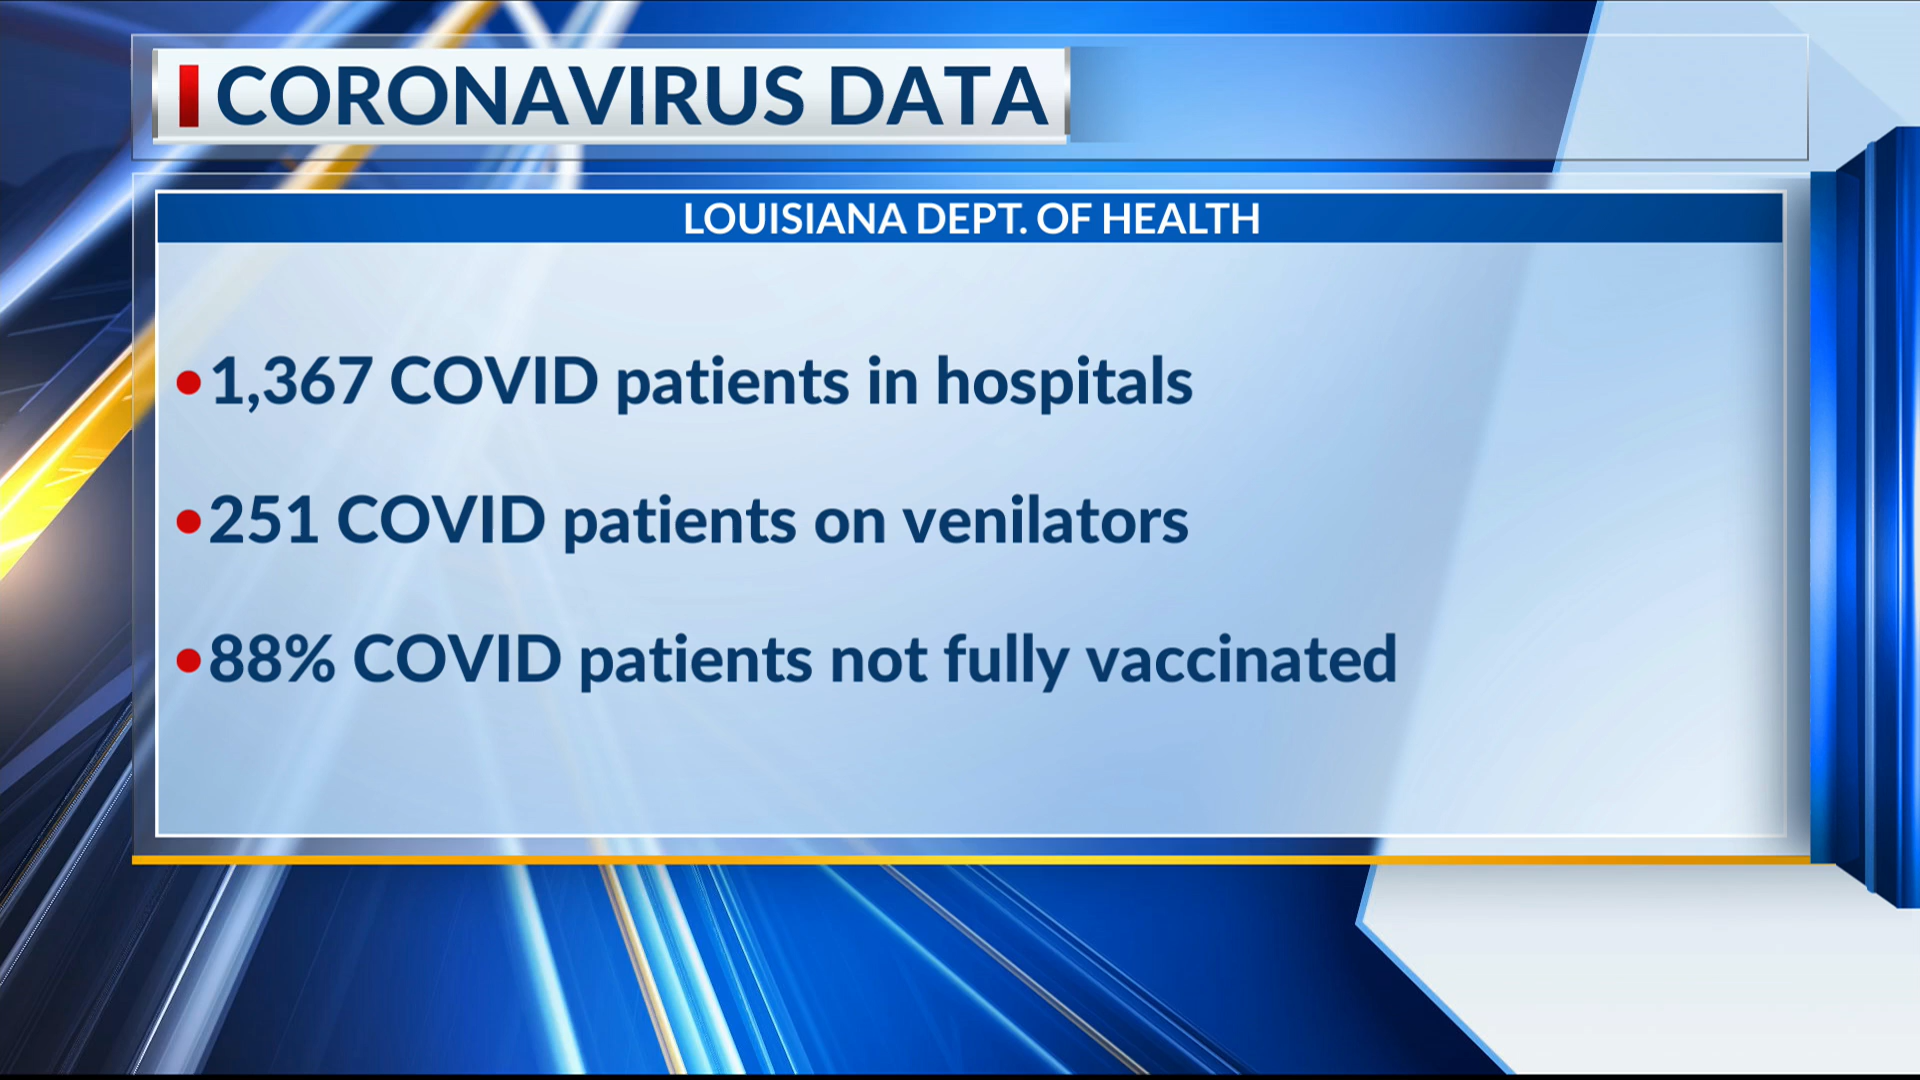 CORONAVIRUS DATA
LOUISIANA DEPT. OF HEALTH
•1,367 COVID patients in hospitals
•251 COVID patients on venilators
•88% COVID patients not fully vaccinated